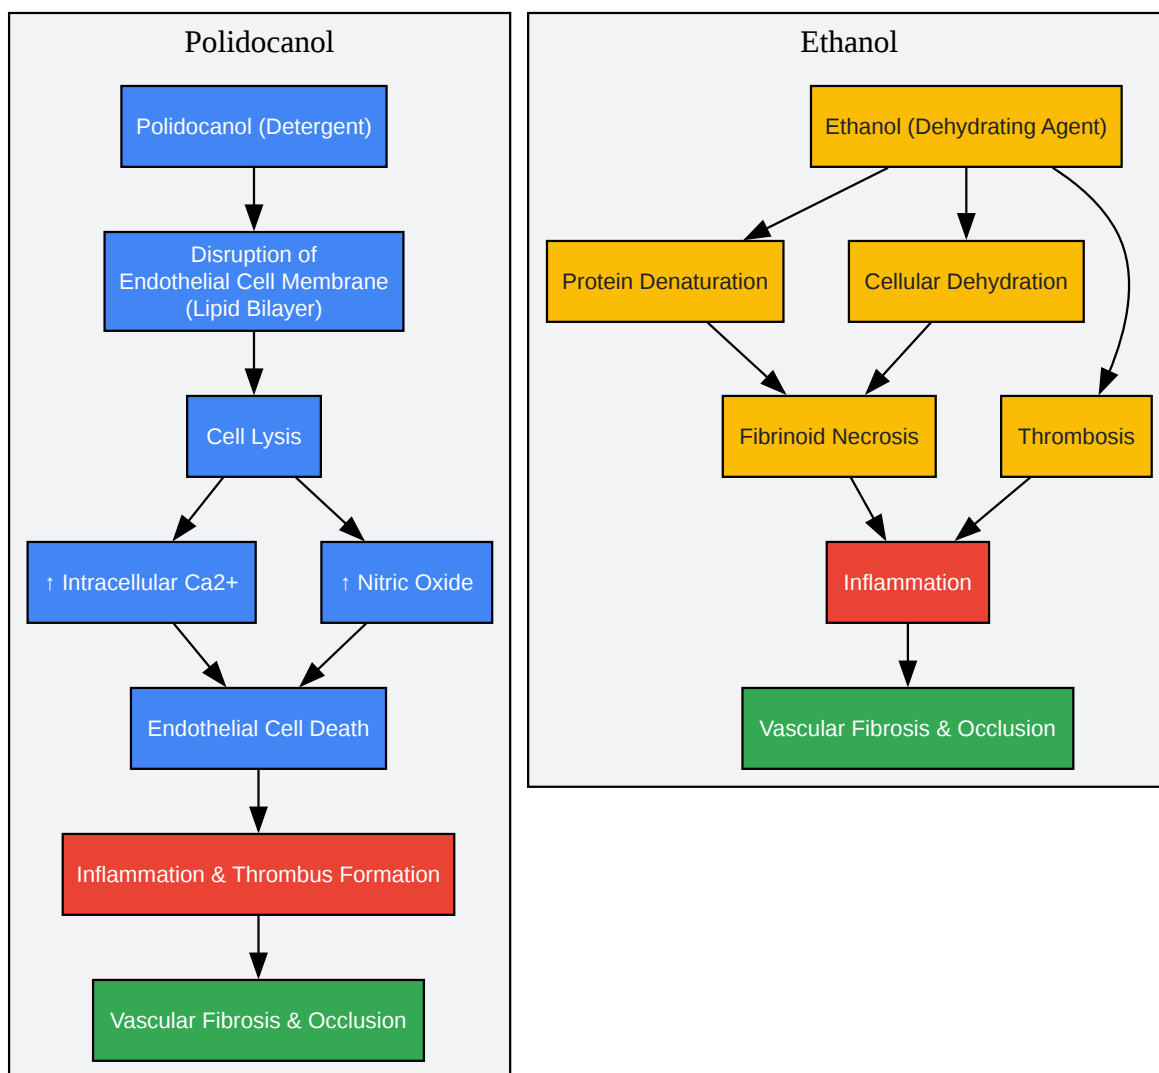 Polidocanol
Polidocanol (Detergent)
Disruption of
Endothelial Cell Membrane
(Lipid Bilayer)
Cell Lysis
↑ Intracellular Ca2+
↑ Nitric Oxide
Endothelial Cell Death
Inflammation & Thrombus Formation
Vascular Fibrosis & Occlusion
Ethanol
Ethanol (Dehydrating Agent)
Protein Denaturation
Cellular Dehydration
Fibrinoid Necrosis
Thrombosis
Inflammation
Vascular Fibrosis & Occlusion